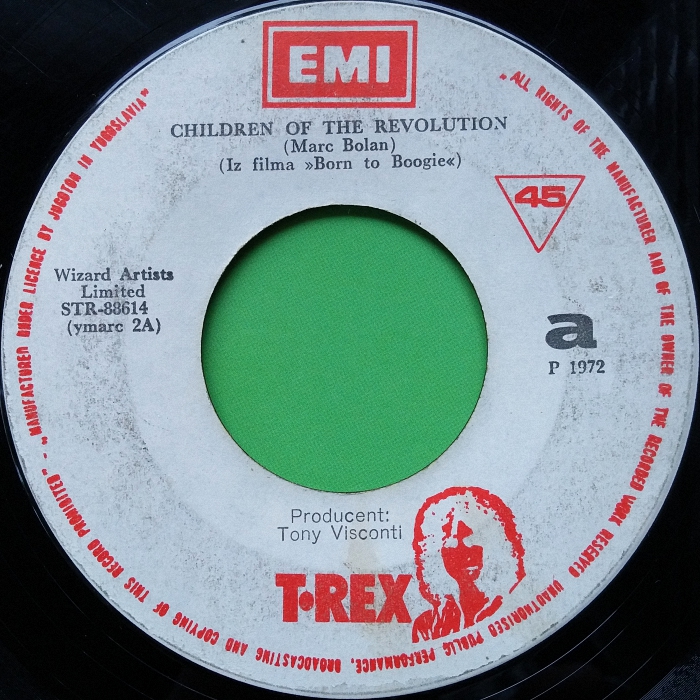 EMI
CHILDREN OF THE REVOLUTION
(Marc Bolan)
(Iz filma »Born to Boogie«)
45
Wizard Artists
Limited
STR-88614
(ymarc 2A)
a
P 1972
Producent:
Tony Visconti
T•REX
"MANUFACTURED UNDER LICENCE BY JUGOTON IN YUGOSLAVIA"
"ALL RIGHTS OF THE MANUFACTURER AND OF THE OWNER OF THE RECORDED WORK RESERVED UNAUTHORISED PUBLIC PERFORMANCE, BROADCASTING AND COPYING OF THIS RECORD PROHIBITED" -